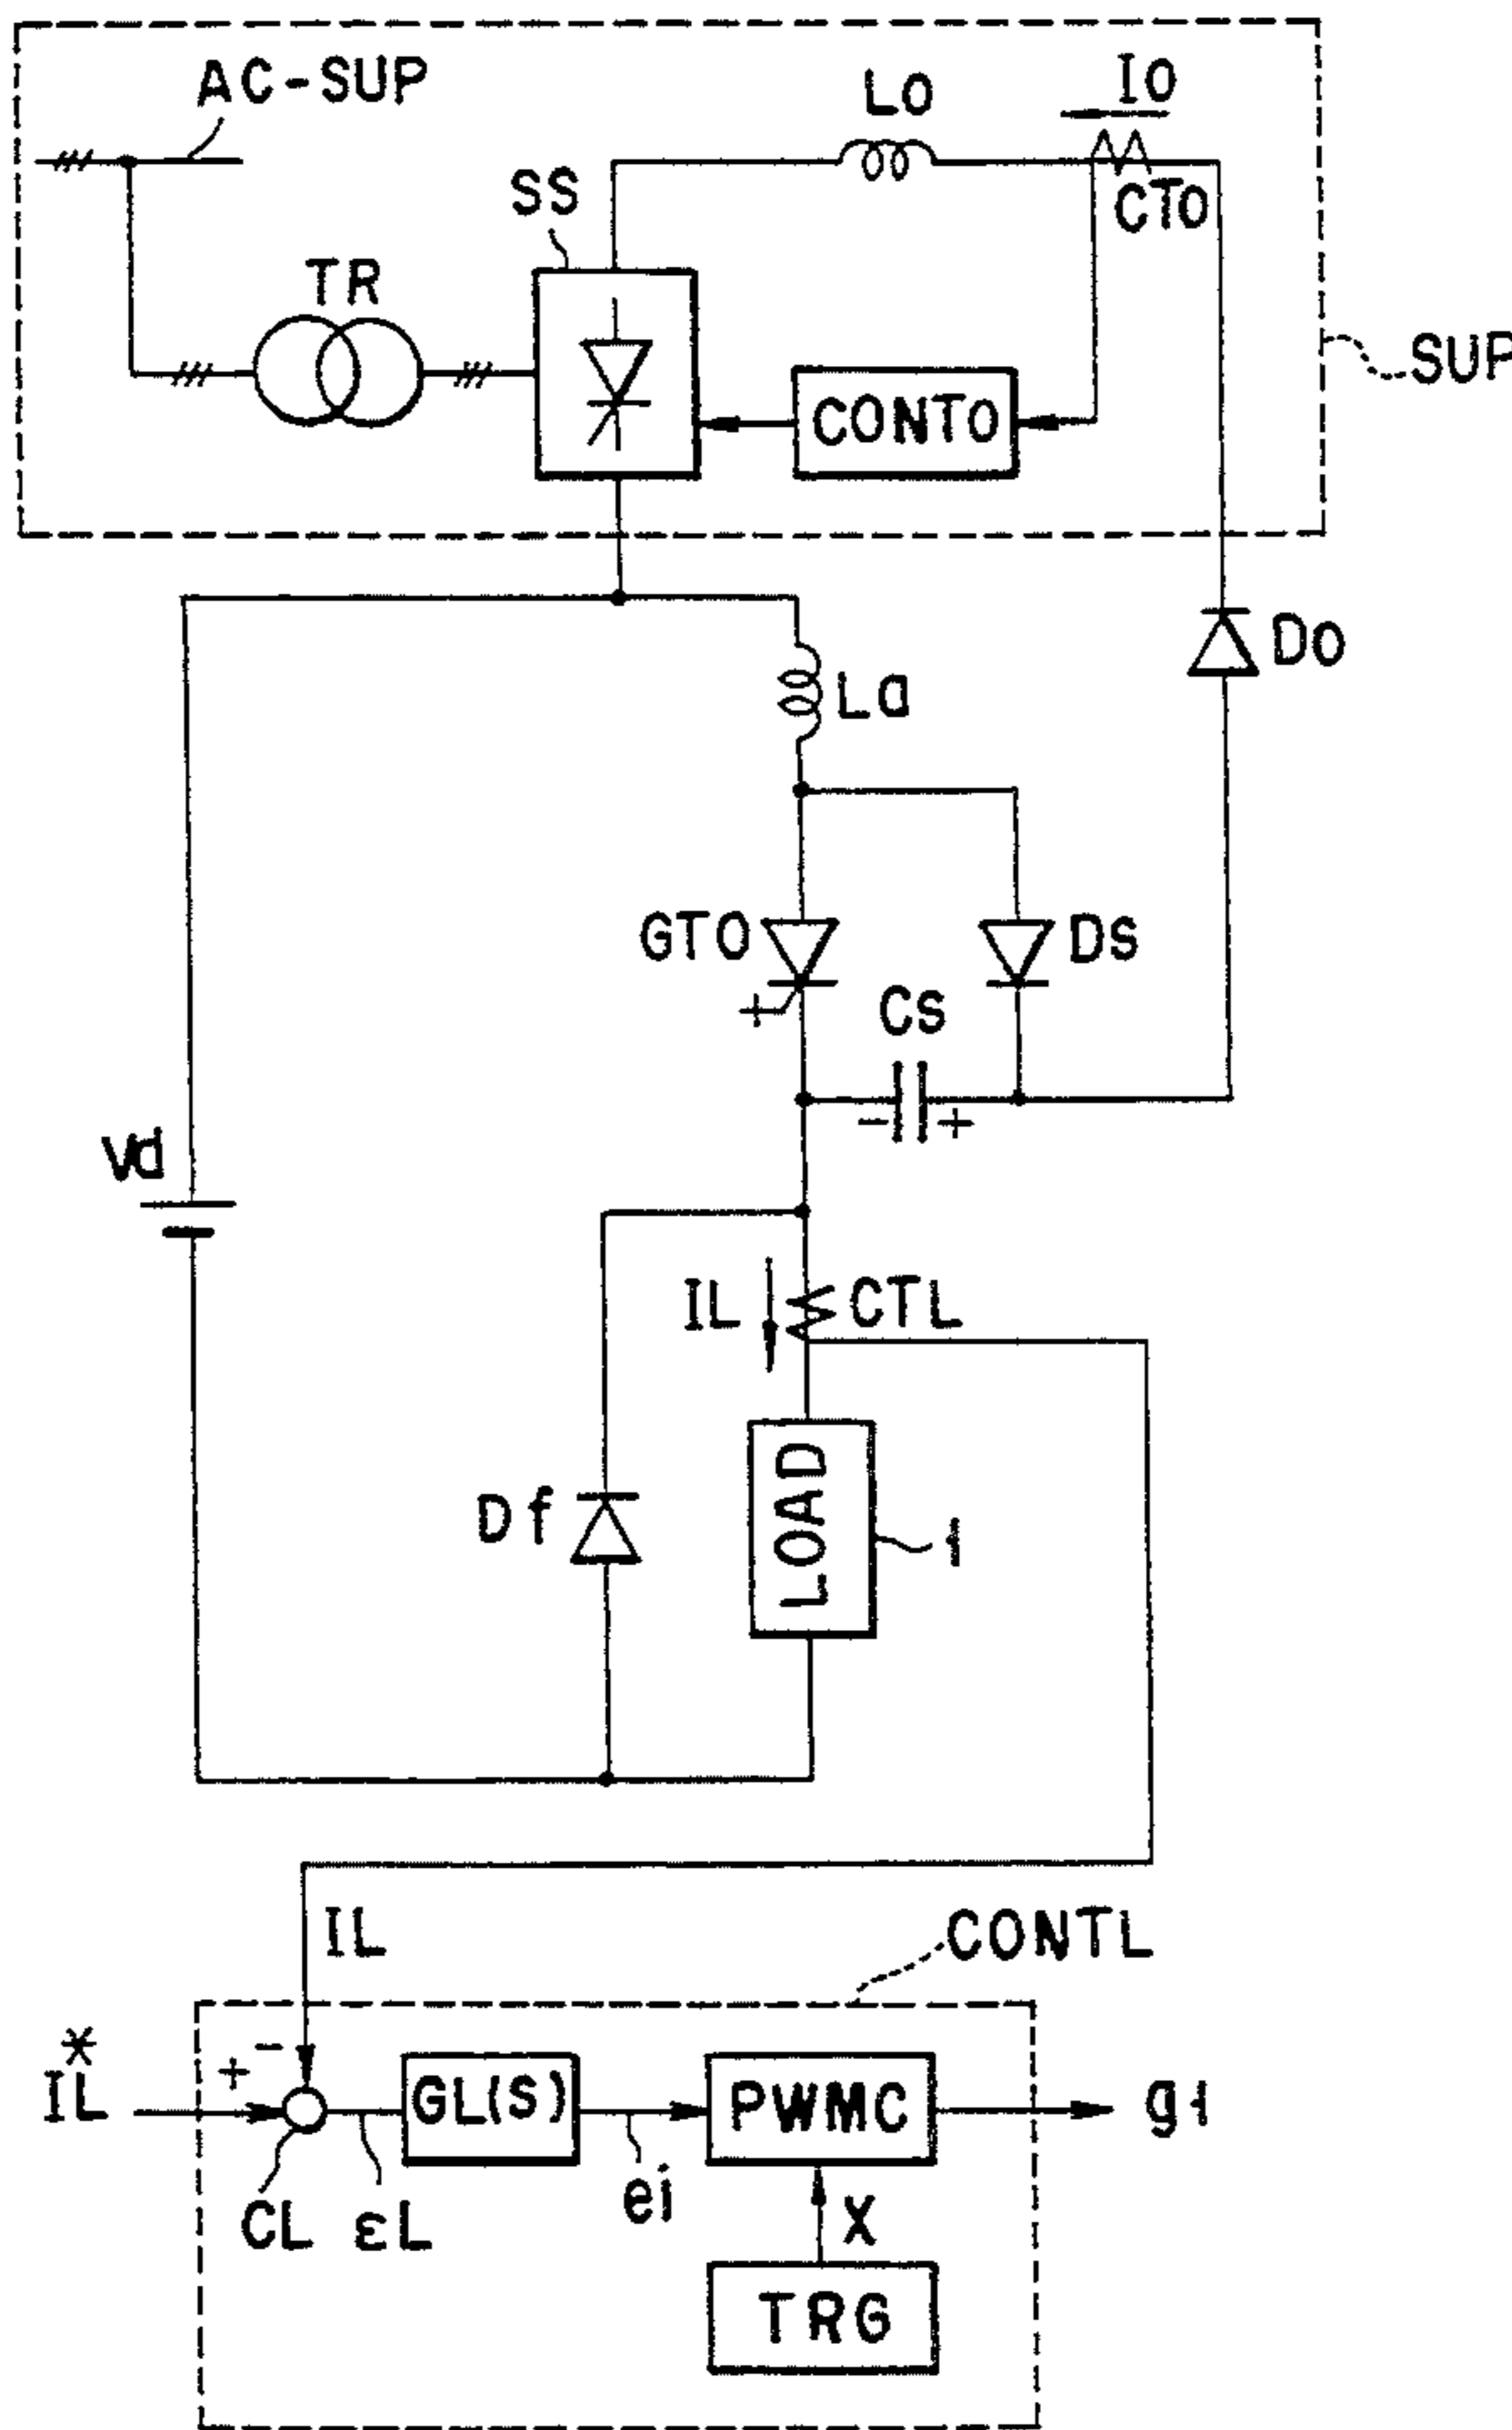 AC-SUP
Lo
Io
SS
CTo
TR
SUP
CONTO
Do
La
GTO
Ds
+
Cs
- +
Vd
IL
CTL
LOAD
Df
1
IL
CONTL
*
IL
+ -
GL(S)
PWMC
g1
CL
εL
ei
X
TRG